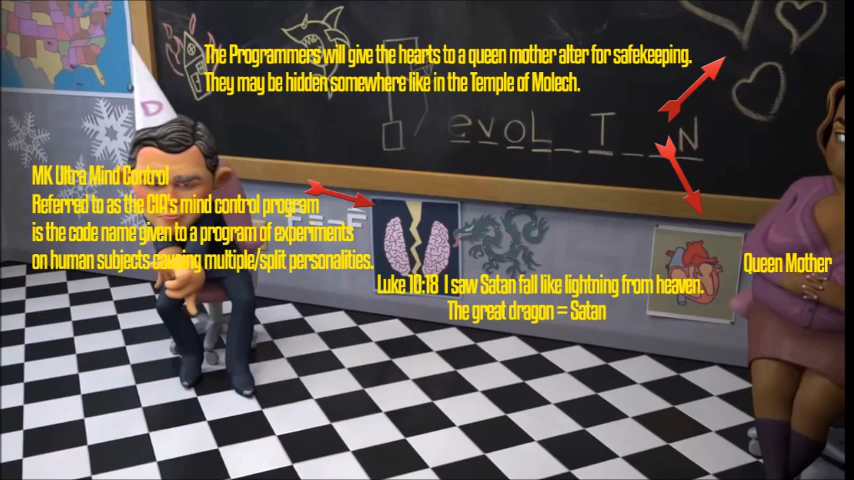 The Programmers will give the hearts to a queen mother alter for safekeeping.
They may be hidden somewhere like in the Temple of Molech.
D
evoL _ I _ _ N
MK Ultra Mind Control
Referred to as the CIA's mind control program
is the code name given to a program of experiments
on human subjects causing multiple/split personalities.
Queen Mother
Luke 10:18 I saw Satan fall like lightning from heaven.
The great dragon = Satan